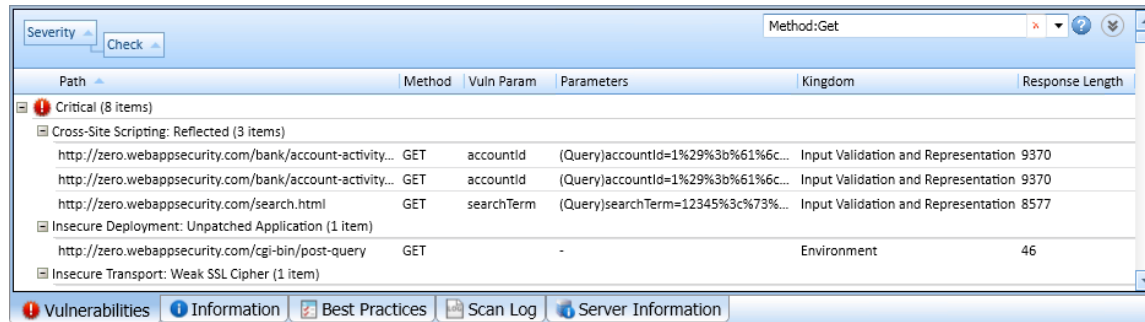 Severity
Check
Method:Get
Path Method Vuln Param Parameters Kingdom Response Length
Critical (8 items)
Cross-Site Scripting: Reflected (3 items)
http://zero.webappsecurity.com/bank/account-activity... GET accountId (Query)accountId=1%29%3b%61%6c... Input Validation and Representation 9370
http://zero.webappsecurity.com/bank/account-activity... GET accountId (Query)accountId=1%29%3b%61%6c... Input Validation and Representation 9370
http://zero.webappsecurity.com/search.html GET searchTerm (Query)searchTerm=12345%3c%73%... Input Validation and Representation 8577
Insecure Deployment: Unpatched Application (1 item)
http://zero.webappsecurity.com/cgi-bin/post-query GET - Environment 46
Insecure Transport: Weak SSL Cipher (1 item)
Vulnerabilities Information Best Practices Scan Log Server Information